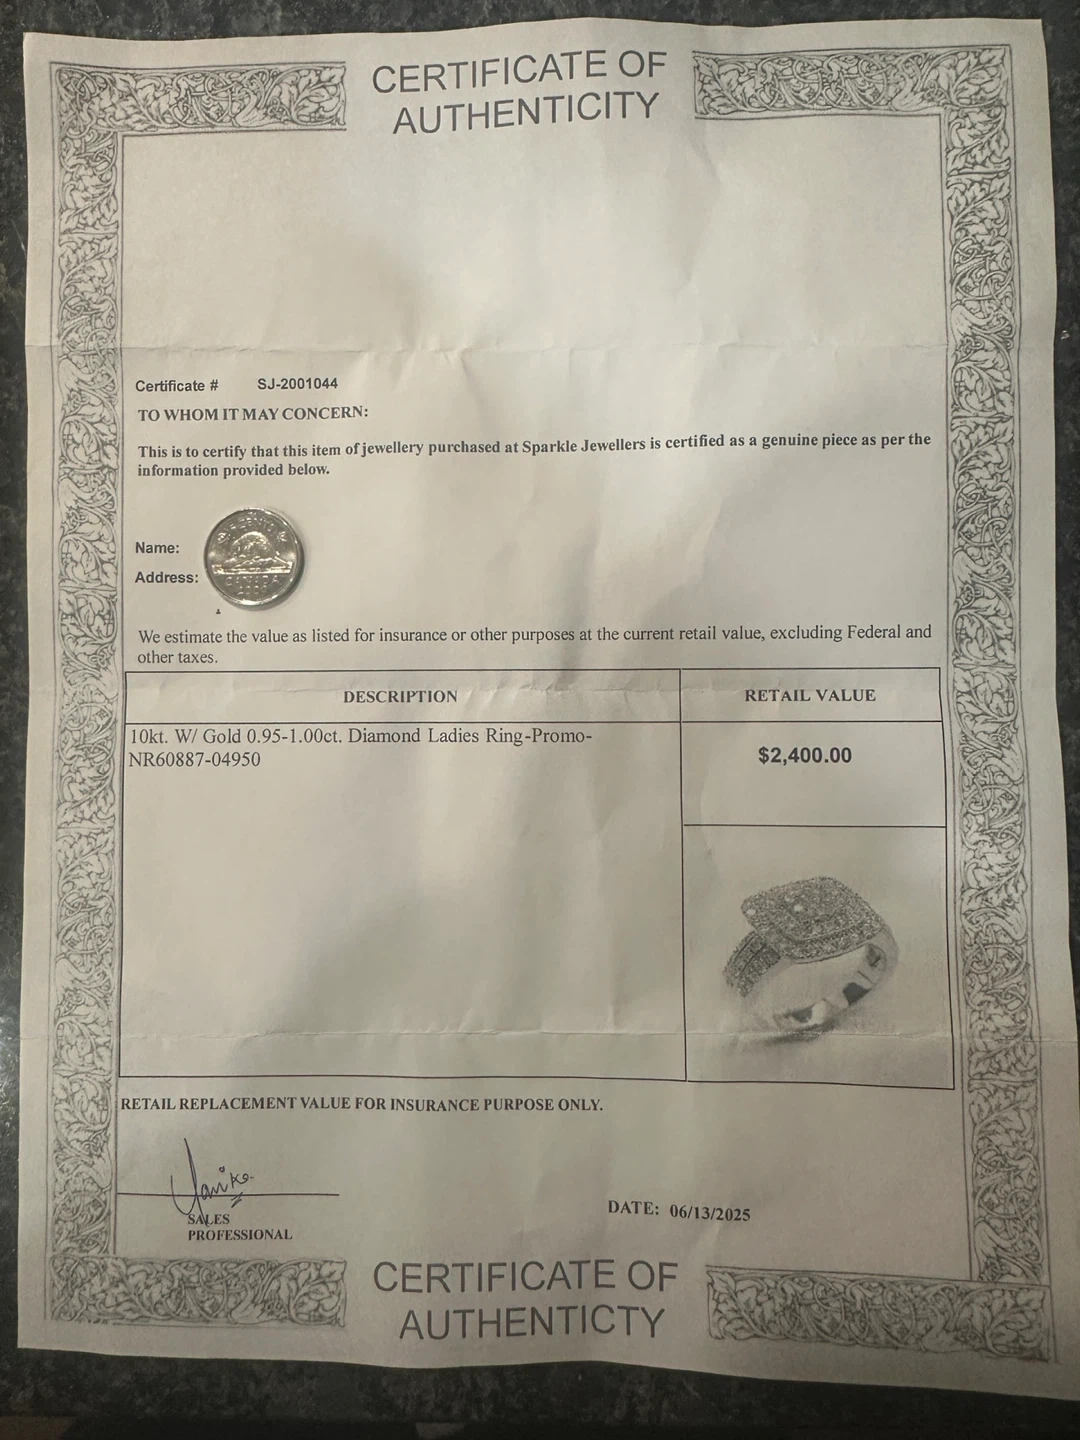 CERTIFICATE OF
AUTHENTICITY
Certificate # SJ-2001044
TO WHOM IT MAY CONCERN:
This is to certify that this item of jewellery purchased at Sparkle Jewellers is certified as a genuine piece as per the
information provided below.
Name:
Address:
CANADA
We estimate the value as listed for insurance or other purposes at the current retail value, excluding Federal and
other taxes.
DESCRIPTION
RETAIL VALUE
10kt. W/ Gold 0.95-1.00ct. Diamond Ladies Ring-Promo-
NR60887-04950
$2,400.00
RETAIL REPLACEMENT VALUE FOR INSURANCE PURPOSE ONLY.
SALES
PROFESSIONAL
DATE: 06/13/2025
CERTIFICATE OF
AUTHENTICTY